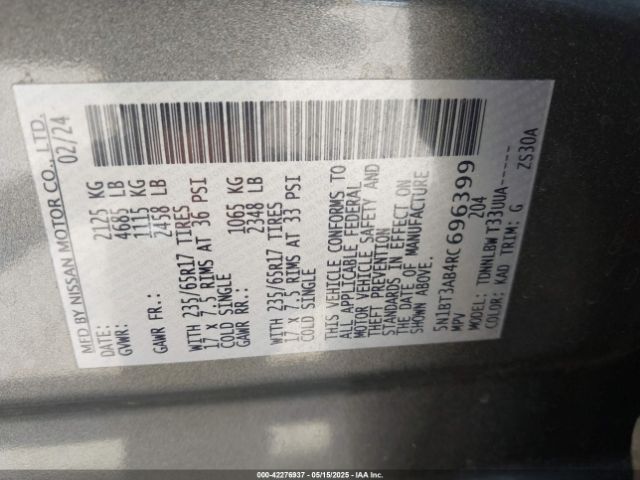 MFD BY NISSAN MOTOR CO., LTD.
DATE: 02/24
GVWR: 2125 KG
4685 LB
GAWR FR.: 1115 KG
2458 LB
WITH 235/65R17 TIRES
17 X 7.5 RIMS AT 36 PSI
COLD SINGLE
GAWR RR.: 1065 KG
2348 LB
WITH 235/65R17 TIRES
17 X 7.5 RIMS AT 33 PSI
COLD SINGLE
THIS VEHICLE CONFORMS TO
ALL APPLICABLE FEDERAL
MOTOR VEHICLE SAFETY AND
THEFT PREVENTION
STANDARDS IN EFFECT ON
THE DATE OF MANUFACTURE
SHOWN ABOVE.
5N1BT3AB4RC696399
MPV 204
MODEL: TDNNLBW T33UUA-----
COLOR: KAD TRIM: G ZS30A
000-42276937 - 05/15/2025 - IAA Inc.